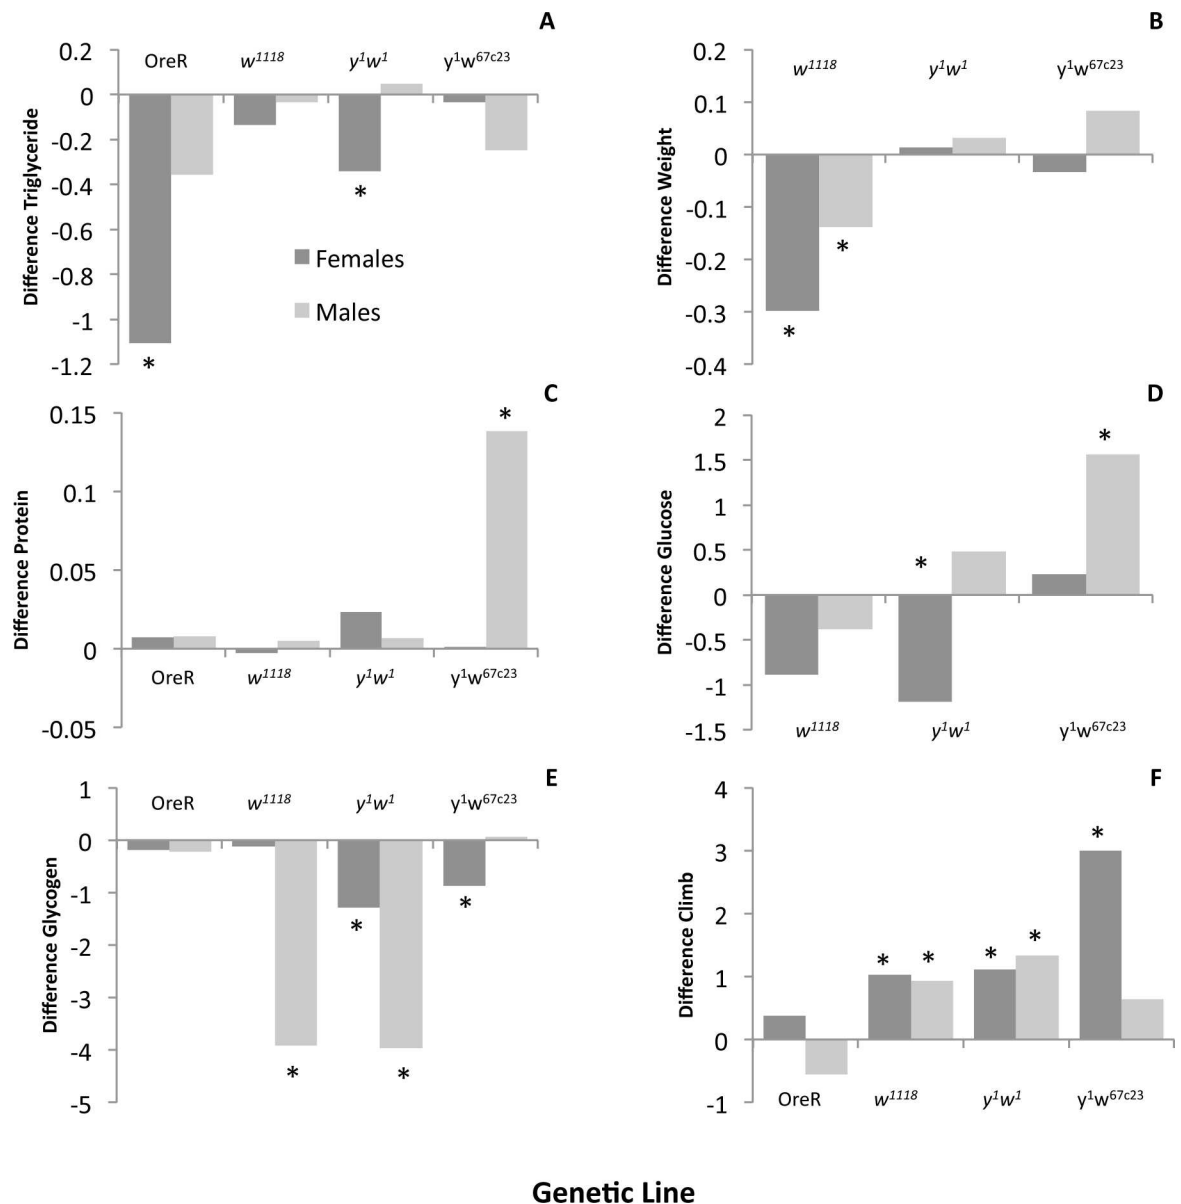 A
0.2
0
-0.2
-0.4
-0.6
-0.8
-1
-1.2
Difference Triglyceride
OreR w¹¹¹⁸ y¹w¹ y¹w⁶⁷ᶜ²³
*
*
Females
Males
B
0.2
0.1
0
-0.1
-0.2
-0.3
-0.4
Difference Weight
w¹¹¹⁸ y¹w¹ y¹w⁶⁷ᶜ²³
*
*
C
0.15
0.1
0.05
0
-0.05
Difference Protein
*
OreR w¹¹¹⁸ y¹w¹ y¹w⁶⁷ᶜ²³
D
2
1.5
1
0.5
0
-0.5
-1
-1.5
Difference Glucose
*
*
w¹¹¹⁸ y¹w¹ y¹w⁶⁷ᶜ²³
E
1
0
-1
-2
-3
-4
-5
Difference Glycogen
OreR w¹¹¹⁸ y¹w¹ y¹w⁶⁷ᶜ²³
* *
* *
F
4
3
2
1
0
-1
Difference Climb
*
* * * *
OreR w¹¹¹⁸ y¹w¹ y¹w⁶⁷ᶜ²³
Genetic Line